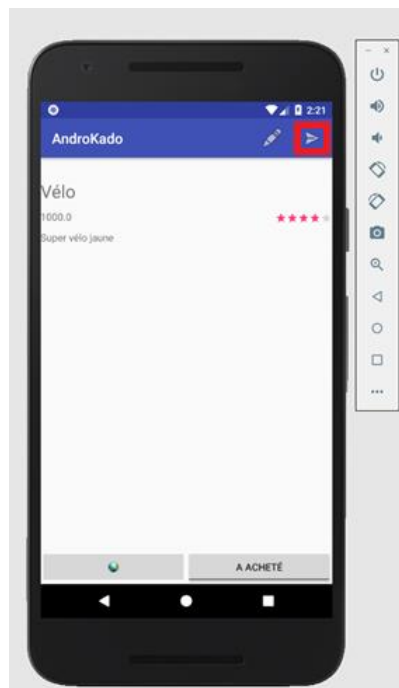 2:21
AndroKado
Vélo
1000.0
Super vélo jaune
A ACHETÉ